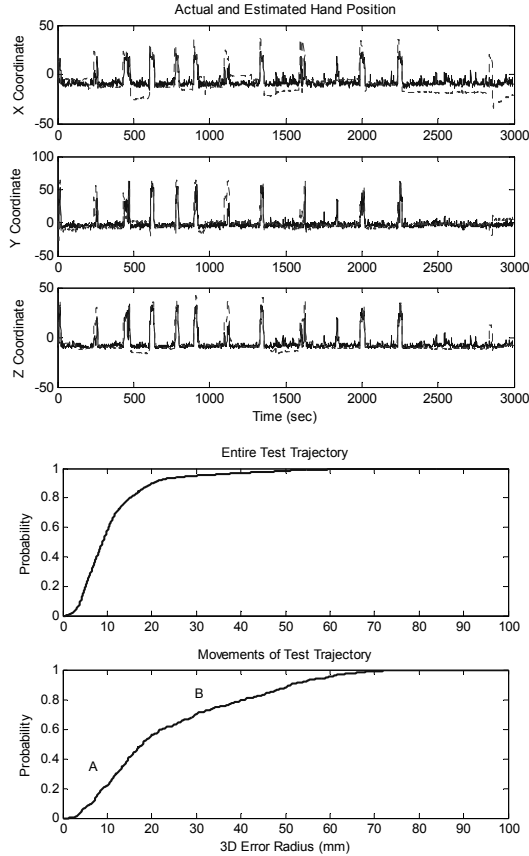 Actual and Estimated Hand Position
X Coordinate
50
0
-50
0 500 1000 1500 2000 2500 3000
Y Coordinate
100
50
0
-50
0 500 1000 1500 2000 2500 3000
Z Coordinate
50
0
-50
0 500 1000 1500 2000 2500 3000
Time (sec)
Entire Test Trajectory
Probability
1
0.8
0.6
0.4
0.2
0
0 10 20 30 40 50 60 70 80 90 100
Movements of Test Trajectory
Probability
1
0.8
0.6
0.4
0.2
0
B
A
0 10 20 30 40 50 60 70 80 90 100
3D Error Radius (mm)